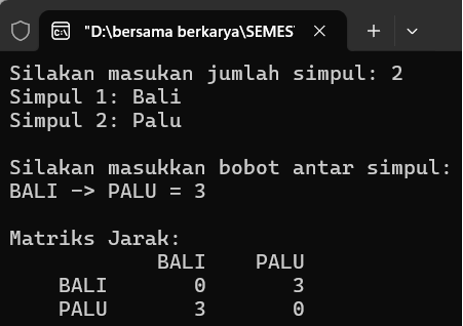 "D:\bersama berkarya\SEMES
Silakan masukan jumlah simpul: 2
Simpul 1: Bali
Simpul 2: Palu
Silakan masukkan bobot antar simpul:
BALI -> PALU = 3
Matriks Jarak:
BALI PALU
BALI 0 3
PALU 3 0